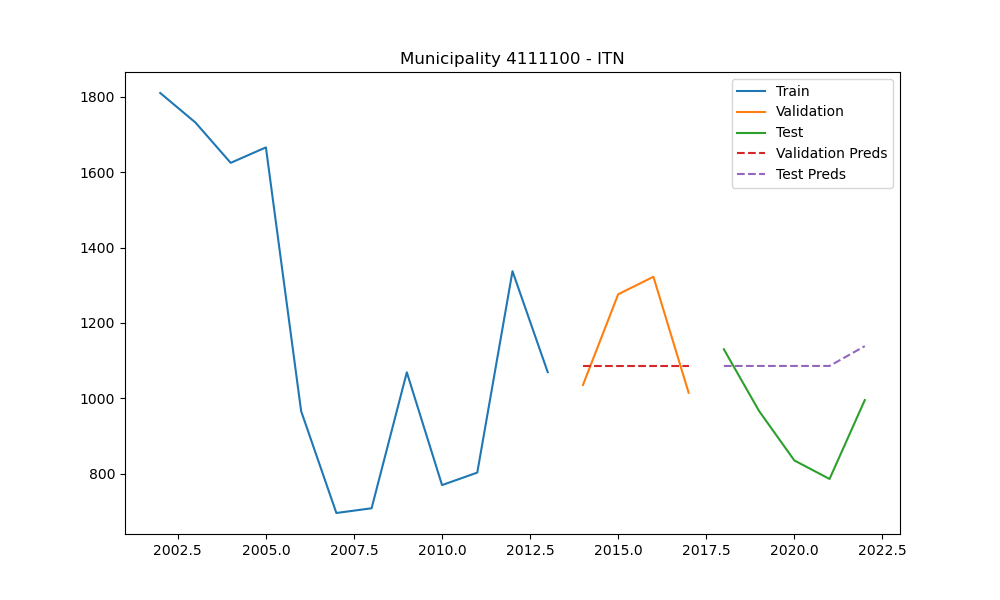 Municipality 4111100 - ITN
Train
Validation
Test
Validation Preds
Test Preds
1800
1600
1400
1200
1000
800
2002.5 2005.0 2007.5 2010.0 2012.5 2015.0 2017.5 2020.0 2022.5